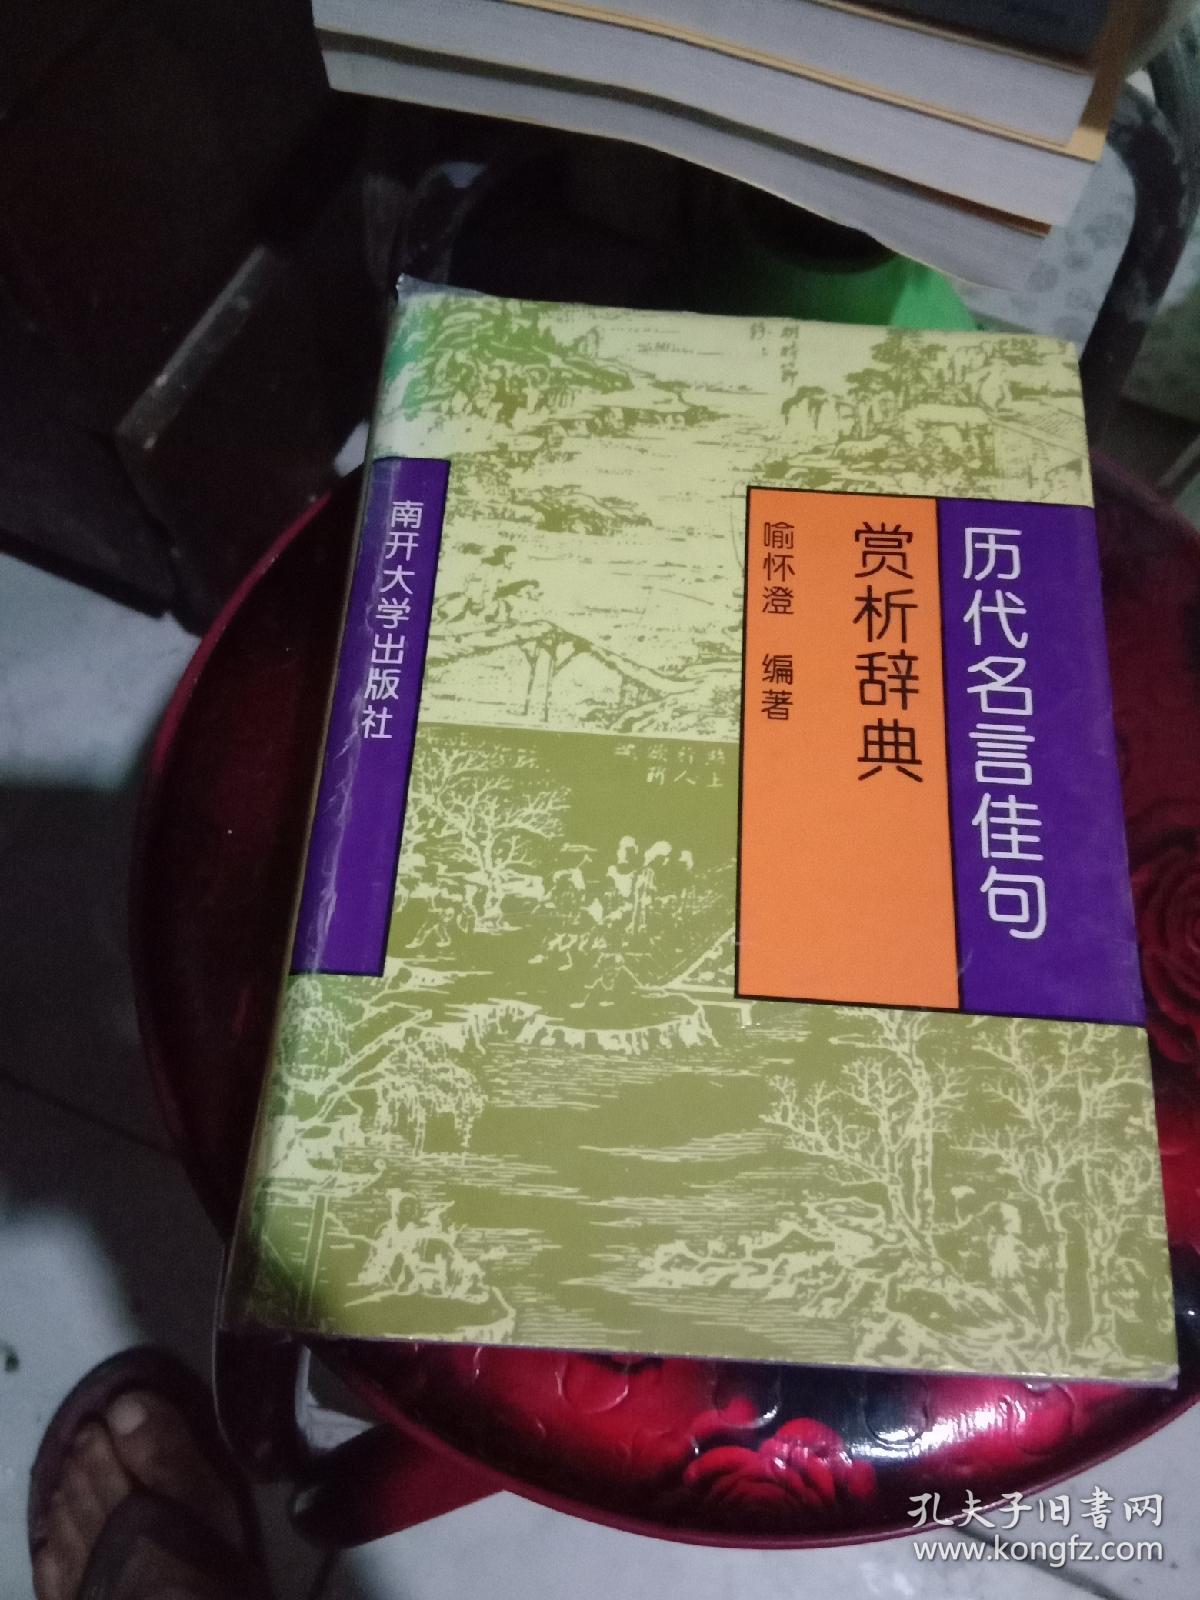 历代名言佳句
赏析辞典
喻怀澄 编著
南开大学出版社
孔夫子旧書网
www.kongfz.com